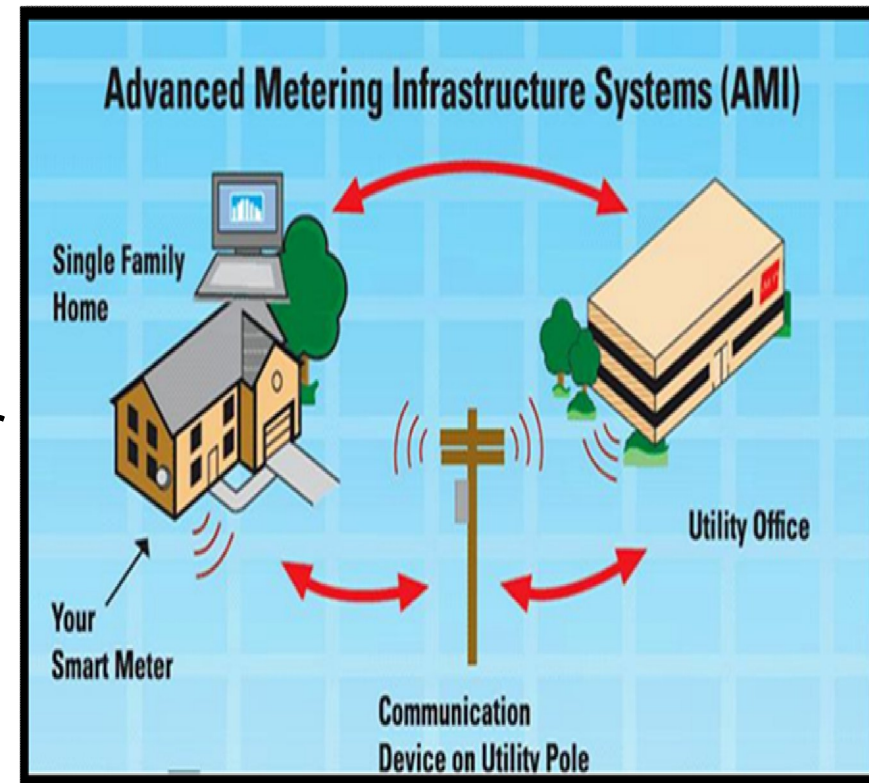 Advanced Metering Infrastructure Systems (AMI)
Single Family
Home
Utility Office
Your
Smart Meter
Communication
Device on Utility Pole